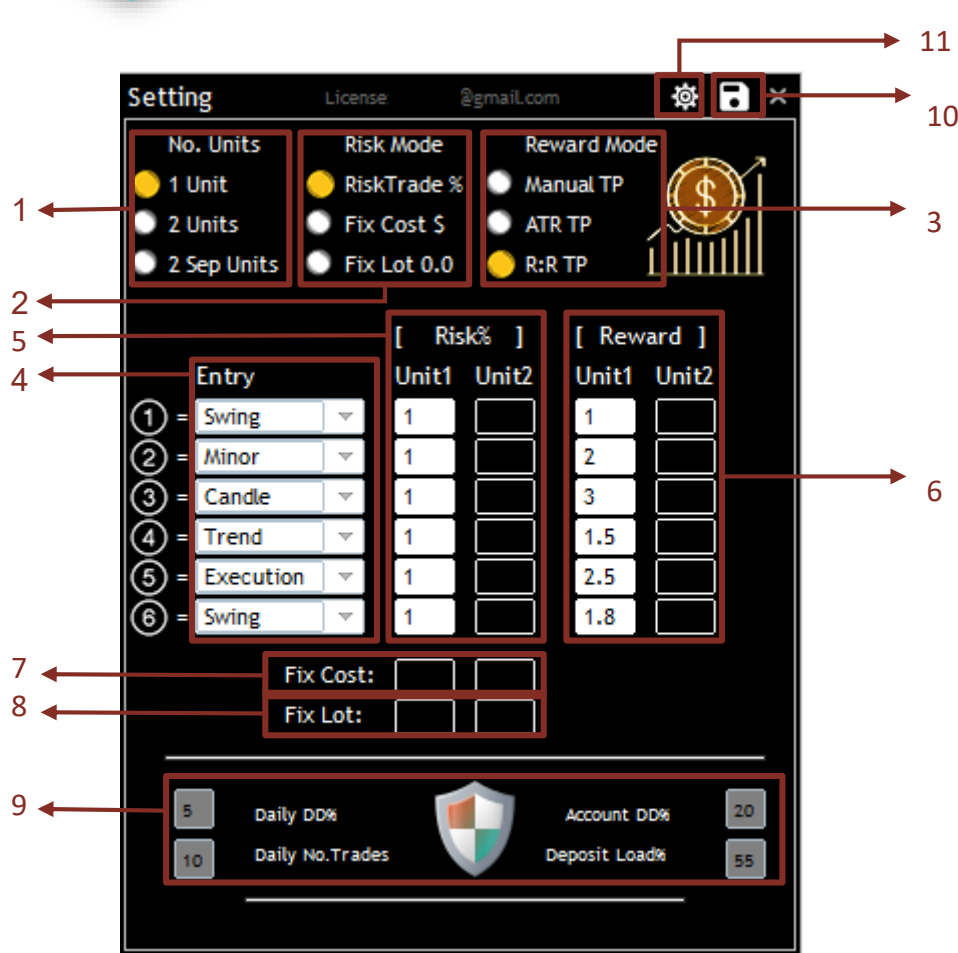 11
Setting License @gmail.com ×
10
No. Units Risk Mode Reward Mode
1 Unit RiskTrade % Manual TP
1 2 Units Fix Cost $ ATR TP 3
2 Sep Units Fix Lot 0.0 R:R TP
2
5 [ Risk% ] [ Reward ]
4 Entry Unit1 Unit2 Unit1 Unit2
1 = Swing 1 1
2 = Minor 1 2
3 = Candle 1 3 6
4 = Trend 1 1.5
5 = Execution 1 2.5
6 = Swing 1 1.8
7 Fix Cost:
8 Fix Lot:
9 5 Daily DD% Account DD% 20
10 Daily No.Trades Deposit Load% 55